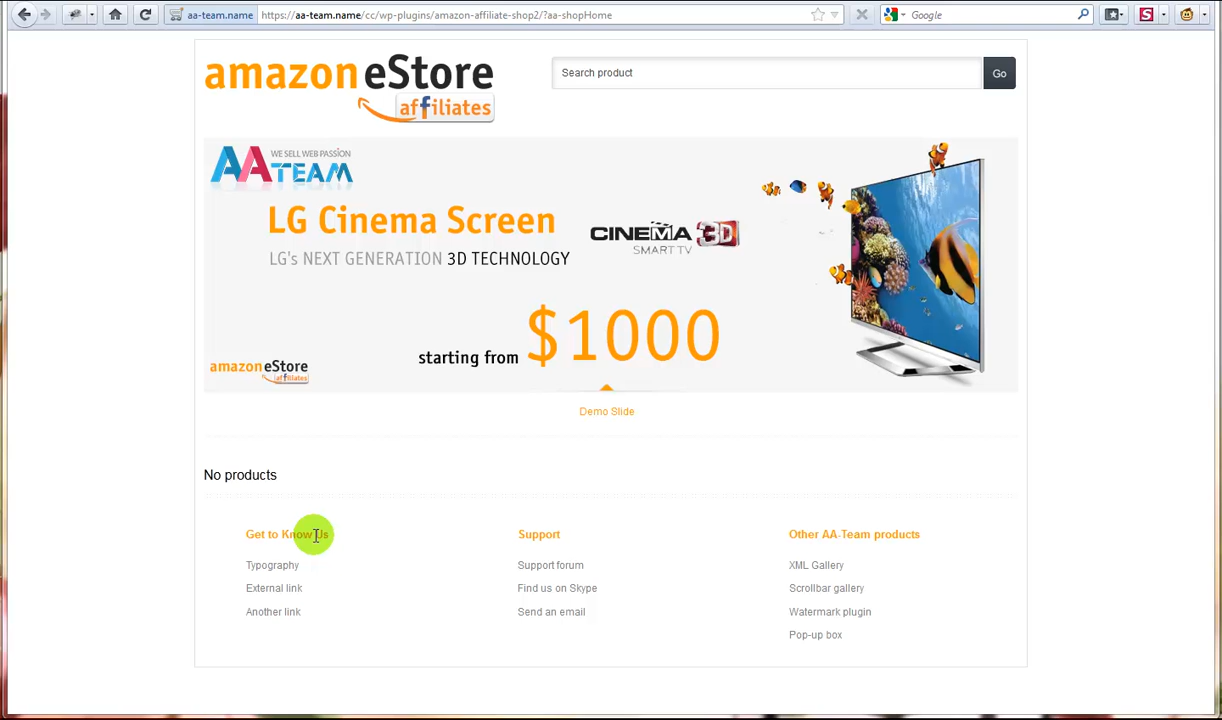 aa-team.name
https://aa-team.name/cc/wp-plugins/amazon-affiliate-shop2/?aa-shopHome
Google
amazon eStore
affiliates
Search product
Go
WE SELL WEB PASSION
AA TEAM
LG Cinema Screen
LG's NEXT GENERATION 3D TECHNOLOGY
CINEMA 3D
SMART TV
starting from $1000
amazon eStore
affiliates
Demo Slide
No products
Get to Know Us
Support
Other AA-Team products
Typography
Support forum
XML Gallery
External link
Find us on Skype
Scrollbar gallery
Another link
Send an email
Watermark plugin
Pop-up box